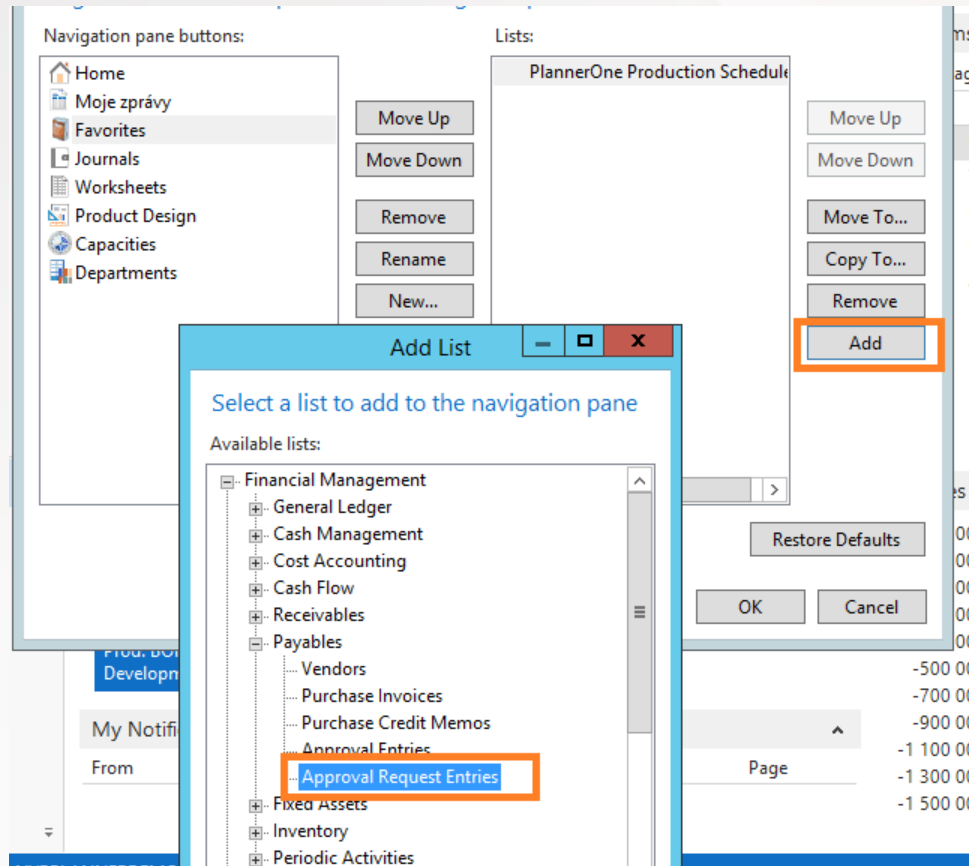 Navigation pane buttons:
Lists:
Home
Moje zprávy
Favorites
Journals
Worksheets
Product Design
Capacities
Departments
Move Up
Move Down
Remove
Rename
New...
PlannerOne Production Schedule
Move Up
Move Down
Move To...
Copy To...
Remove
Add
Add List
Select a list to add to the navigation pane
Available lists:
Financial Management
General Ledger
Cash Management
Cost Accounting
Cash Flow
Receivables
Payables
Vendors
Purchase Invoices
Purchase Credit Memos
Approval Entries
Approval Request Entries
Fixed Assets
Inventory
Periodic Activities
Restore Defaults
OK
Cancel
Prod. BO
Developm
My Notifi
From
Page
-500 00
-700 00
-900 00
-1 100 00
-1 300 00
-1 500 00